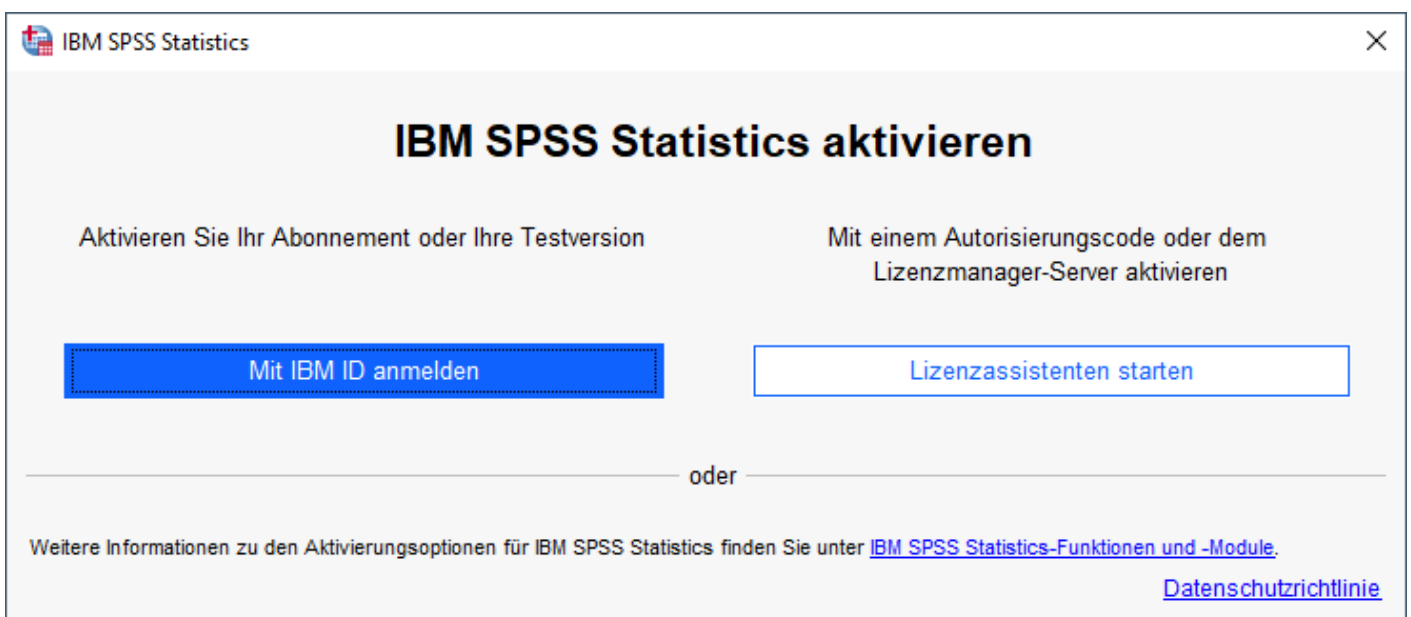 IBM SPSS Statistics
IBM SPSS Statistics aktivieren
Aktivieren Sie Ihr Abonnement oder Ihre Testversion
Mit einem Autorisierungscode oder dem
Lizenzmanager-Server aktivieren
Mit IBM ID anmelden
Lizenzassistenten starten
oder
Weitere Informationen zu den Aktivierungsoptionen für IBM SPSS Statistics finden Sie unter IBM SPSS Statistics-Funktionen und -Module.
Datenschutzrichtlinie